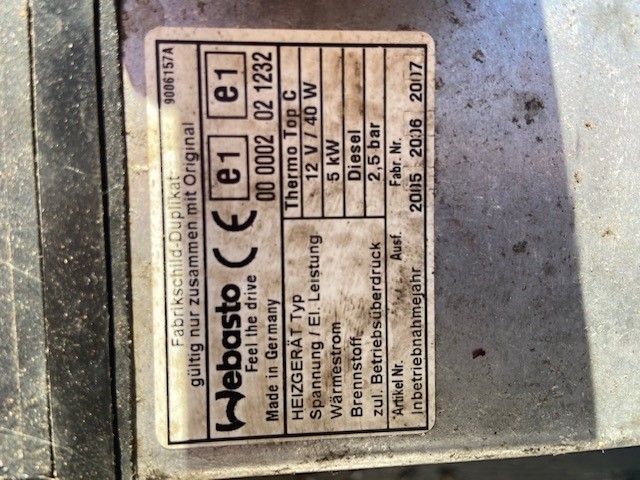 Fabrikschild-Duplikat 9006157A
gültig nur zusammen mit Original
Webasto CE e1 e1
Feel the drive
Made in Germany 00 0002 02 1232
HEIZGERÄT Typ Thermo Top C
Spannung / El. Leistung 12 V / 40 W
Wärmestrom 5 kW
Brennstoff Diesel
zul. Betriebsüberdruck 2,5 bar
*Artikel Nr. Ausf. Fabr. Nr.
Inbetriebnahmejahr 2005 2006 2007